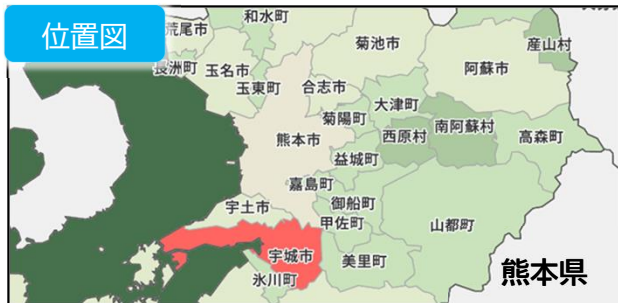 位置図
和水町
荒尾市
菊池市
産山村
長洲町
玉名市
阿蘇市
玉東町
合志市
大津町
菊陽町
南阿蘇村
西原村
高森町
熊本市
益城町
嘉島町
御船町
宇土市
甲佐町
山都町
宇城市
美里町
氷川町
熊本県